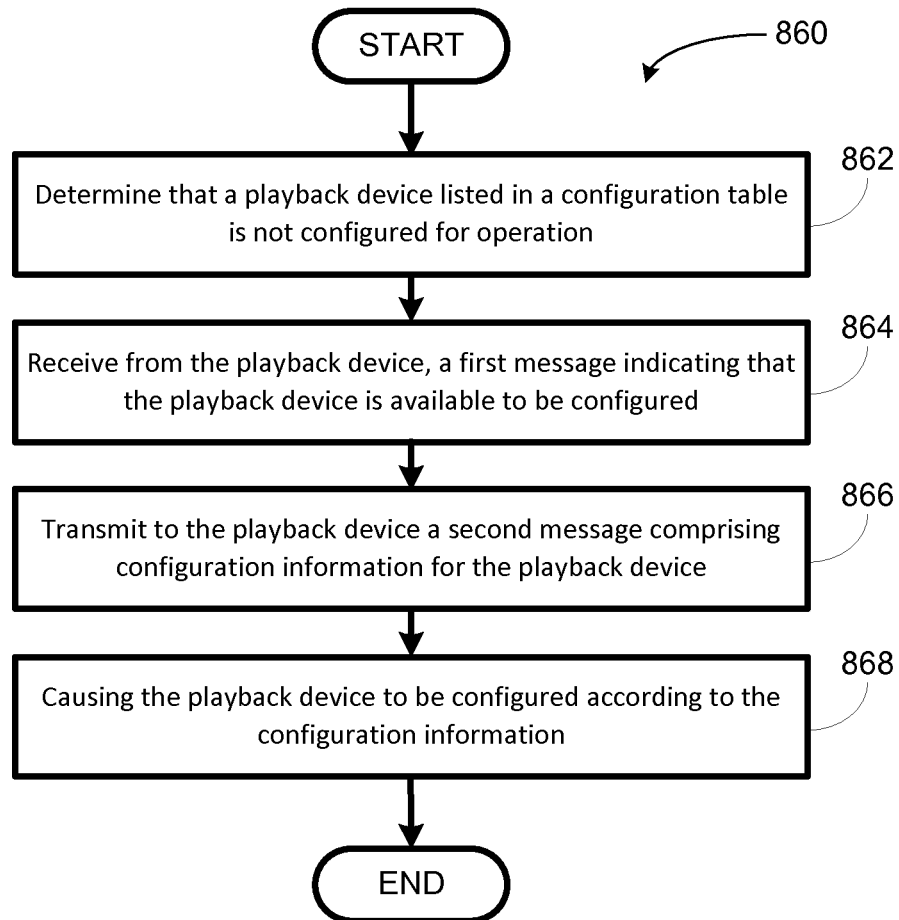 START
860
862
Determine that a playback device listed in a configuration table
is not configured for operation
864
Receive from the playback device, a first message indicating that
the playback device is available to be configured
866
Transmit to the playback device a second message comprising
configuration information for the playback device
868
Causing the playback device to be configured according to the
configuration information
END